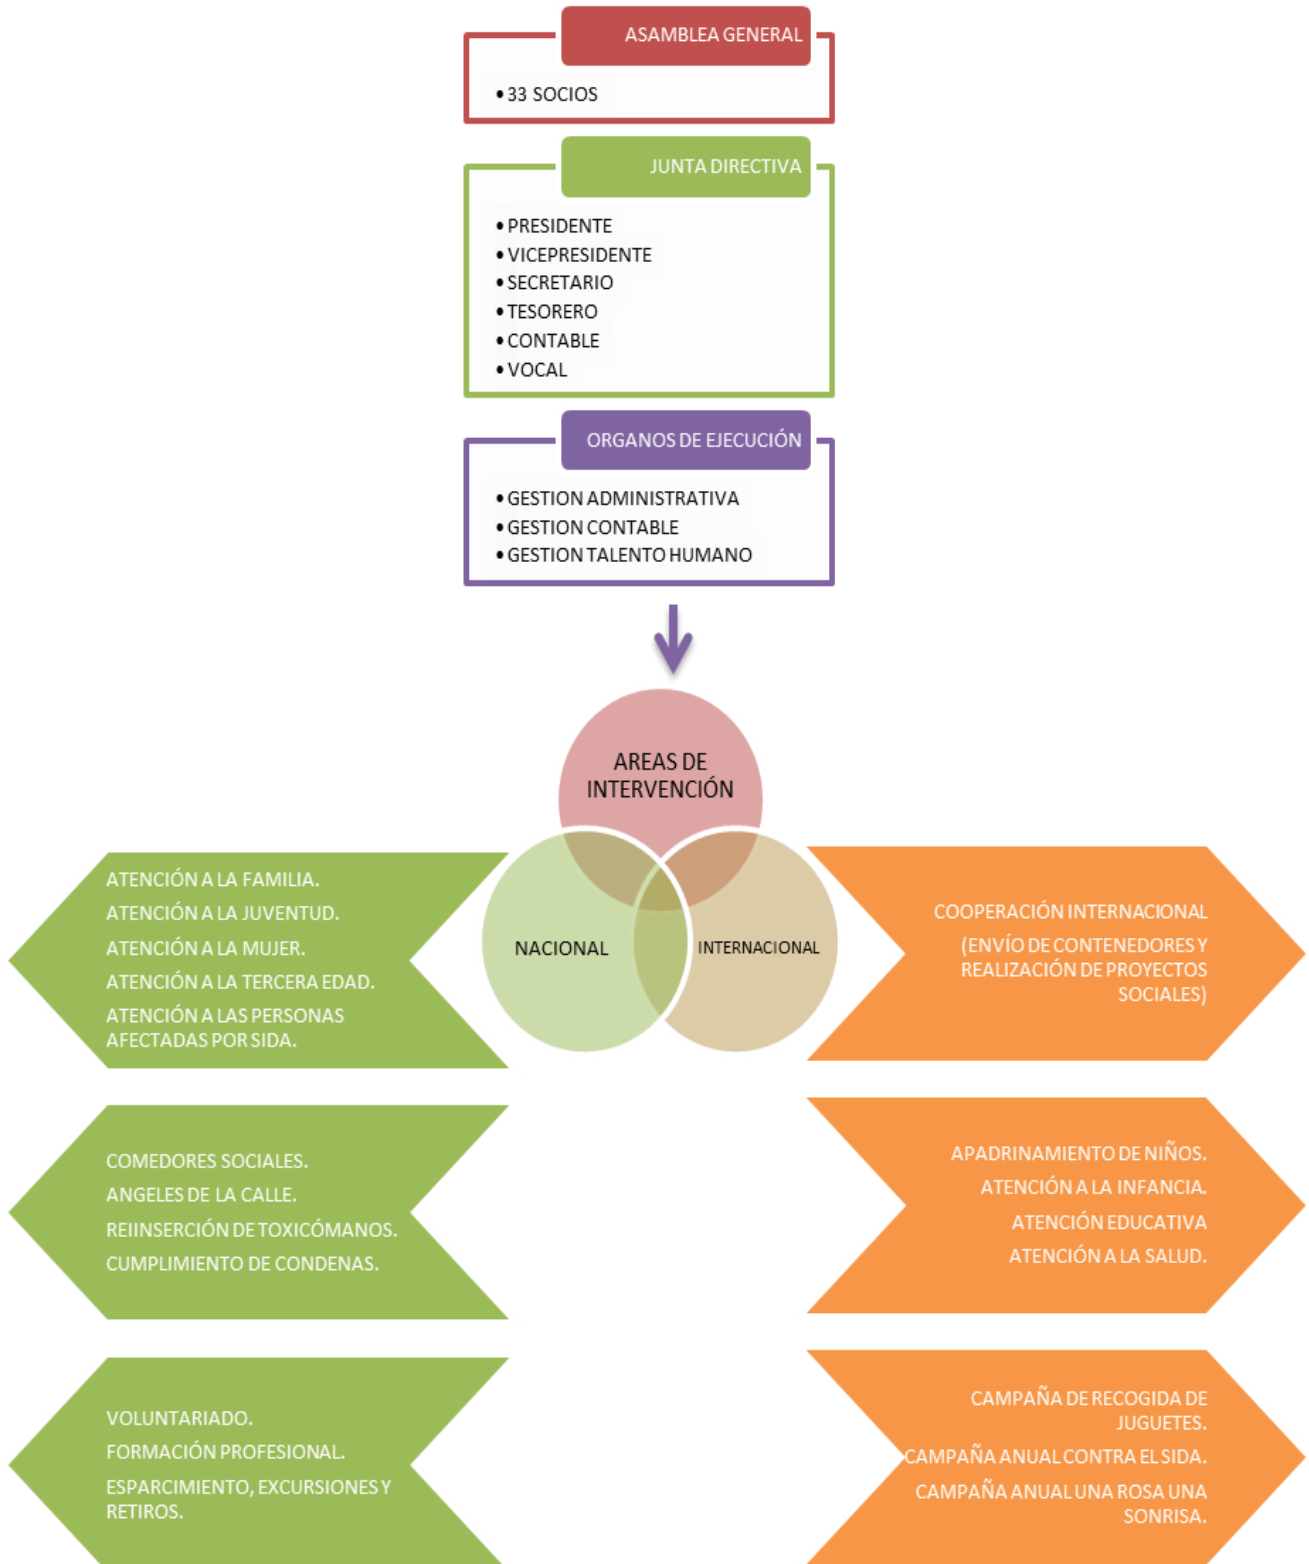 ASAMBLEA GENERAL
• 33 SOCIOS
JUNTA DIRECTIVA
• PRESIDENTE
• VICEPRESIDENTE
• SECRETARIO
• TESORERO
• CONTABLE
• VOCAL
ORGANOS DE EJECUCIÓN
• GESTION ADMINISTRATIVA
• GESTION CONTABLE
• GESTION TALENTO HUMANO
AREAS DE
INTERVENCIÓN
NACIONAL
INTERNACIONAL
ATENCIÓN A LA FAMILIA.
ATENCIÓN A LA JUVENTUD.
ATENCIÓN A LA MUJER.
ATENCIÓN A LA TERCERA EDAD.
ATENCIÓN A LAS PERSONAS
AFECTADAS POR SIDA.
COOPERACIÓN INTERNACIONAL
(ENVÍO DE CONTENEDORES Y
REALIZACIÓN DE PROYECTOS
SOCIALES)
COMEDORES SOCIALES.
ANGELES DE LA CALLE.
REIINSERCIÓN DE TOXICÓMANOS.
CUMPLIMIENTO DE CONDENAS.
APADRINAMIENTO DE NIÑOS.
ATENCIÓN A LA INFANCIA.
ATENCIÓN EDUCATIVA
ATENCIÓN A LA SALUD.
VOLUNTARIADO.
FORMACIÓN PROFESIONAL.
ESPARCIMIENTO, EXCURSIONES Y
RETIROS.
CAMPAÑA DE RECOGIDA DE
JUGUETES.
CAMPAÑA ANUAL CONTRA EL SIDA.
CAMPAÑA ANUAL UNA ROSA UNA
SONRISA.